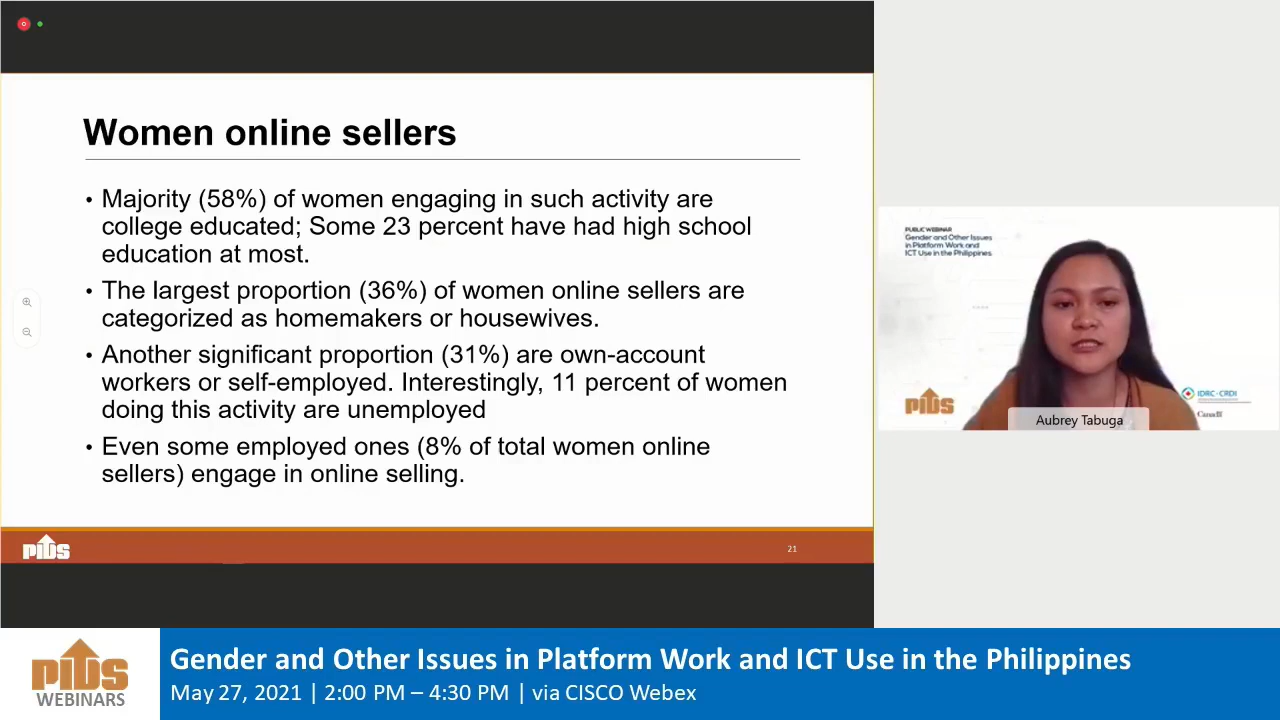 Women online sellers
• Majority (58%) of women engaging in such activity are
college educated; Some 23 percent have had high school
education at most.
• The largest proportion (36%) of women online sellers are
categorized as homemakers or housewives.
• Another significant proportion (31%) are own-account
workers or self-employed. Interestingly, 11 percent of women
doing this activity are unemployed
• Even some employed ones (8% of total women online
sellers) engage in online selling.
PIDS
21
PUBLIC WEBINAR
Gender and Other Issues
in Platform Work and
ICT Use in the Philippines
PIDS
IDRC · CRDI
Canada
Aubrey Tabuga
PIDS
WEBINARS
Gender and Other Issues in Platform Work and ICT Use in the Philippines
May 27, 2021 | 2:00 PM – 4:30 PM | via CISCO Webex